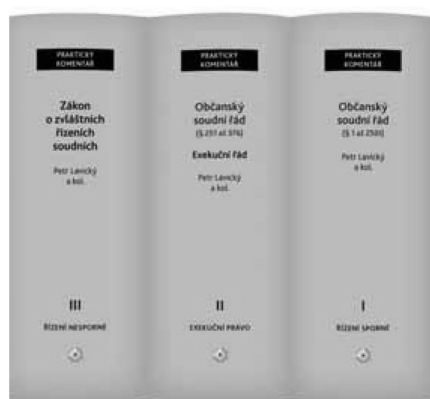 PRAKTICKÝ
KOMENTÁŘ
Zákon
o zvláštních
řízeních
soudních
Petr Lavický
a kol.
III
ŘÍZENÍ NESPORNÉ
PRAKTICKÝ
KOMENTÁŘ
Občanský
soudní řád
(§ 251 až 376)
Exekuční řád
Petr Lavický
a kol.
II
EXEKUČNÍ PRÁVO
PRAKTICKÝ
KOMENTÁŘ
Občanský
soudní řád
(§ 1 až 250l)
Petr Lavický
a kol.
I
ŘÍZENÍ SPORNÉ